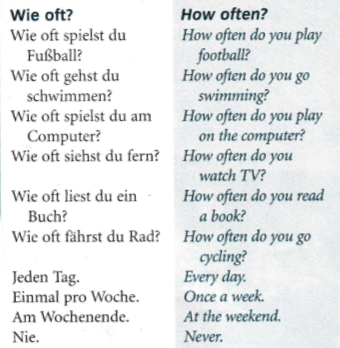 Wie oft?
Wie oft spielst du
Fußball?
Wie oft gehst du
schwimmen?
Wie oft spielst du am
Computer?
Wie oft siehst du fern?
Wie oft liest du ein
Buch?
Wie oft fährst du Rad?
Jeden Tag.
Einmal pro Woche.
Am Wochenende.
Nie.
How often?
How often do you play
football?
How often do you go
swimming?
How often do you play
on the computer?
How often do you
watch TV?
How often do you read
a book?
How often do you go
cycling?
Every day.
Once a week.
At the weekend.
Never.